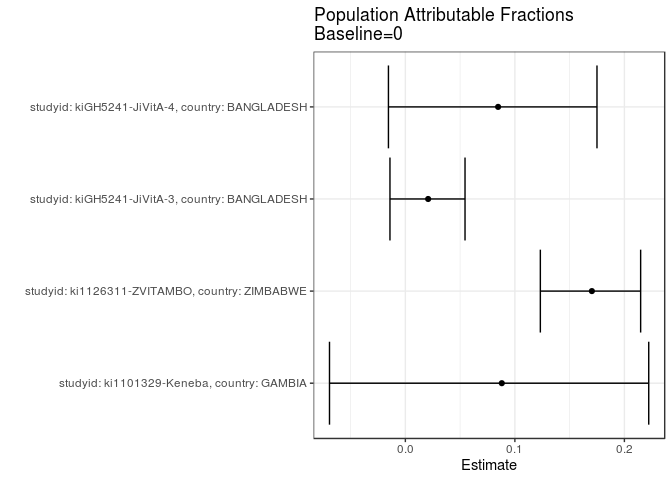 Population Attributable Fractions
Baseline=0
studyid: kiGH5241-JiVitA-4, country: BANGLADESH
studyid: kiGH5241-JiVitA-3, country: BANGLADESH
studyid: ki1126311-ZVITAMBO, country: ZIMBABWE
studyid: ki1101329-Keneba, country: GAMBIA
0.0 0.1 0.2
Estimate